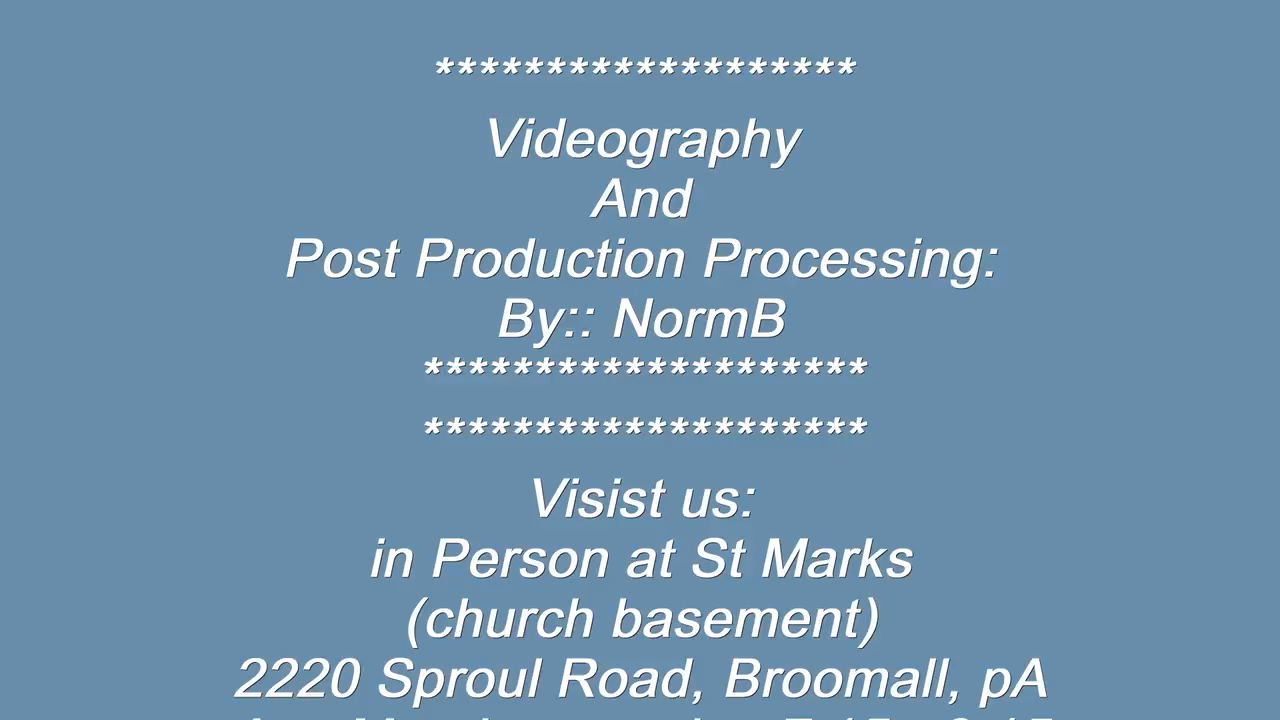 *******************
Videography
And
Post Production Processing:
By:: NormB
********************
********************
Visist us:
in Person at St Marks
(church basement)
2220 Sproul Road, Broomall, pA